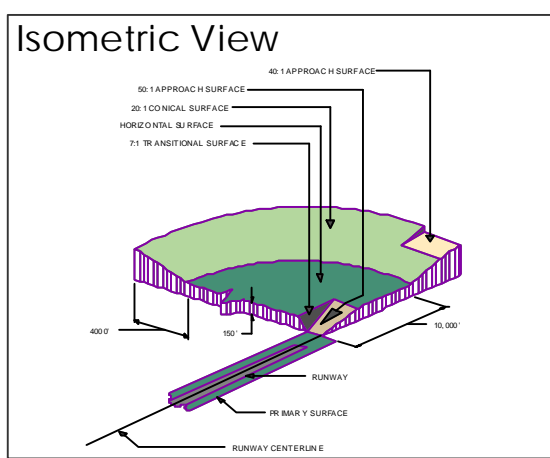 Isometric View
40:1 APPROACH SURFACE
50:1 APPROACH SURFACE
20:1 CONICAL SURFACE
HORIZONTAL SURFACE
7:1 TRANSITIONAL SURFACE
4000'
150'
10,000'
RUNWAY
PRIMARY SURFACE
RUNWAY CENTERLINE